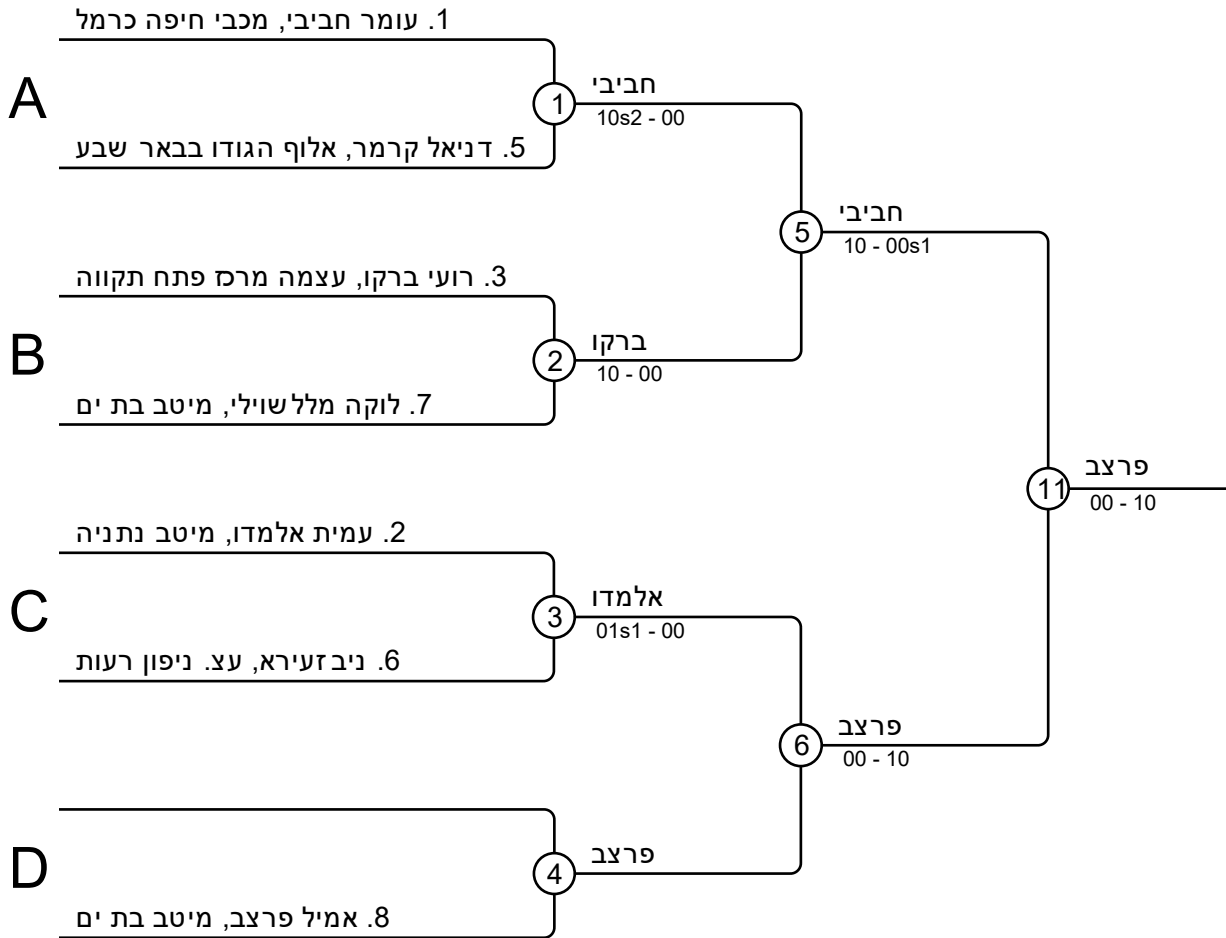 1. עומר חביבי, מכבי חיפה כרמל
A
1
חביבי
10s2 - 00
5. דניאל קרמר, אלוף הגודו בבאר שבע
5
חביבי
10 - 00s1
3. רועי ברקו, עצמה מרכז פתח תקווה
B
2
ברקו
10 - 00
7. לוקה מללשוילי, מיטב בת ים
11
פרצב
00 - 10
2. עמית אלמדו, מיטב נתניה
C
3
אלמדו
01s1 - 00
6. ניב זעירא, עצ. ניפון רעות
6
פרצב
00 - 10
D
4
פרצב
8. אמיל פרצב, מיטב בת ים